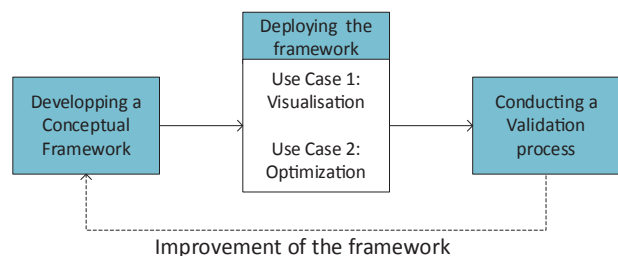 Developping a
Conceptual
Framework
Deploying the
framework
Use Case 1:
Visualisation
Use Case 2:
Optimization
Conducting a
Validation
process
Improvement of the framework